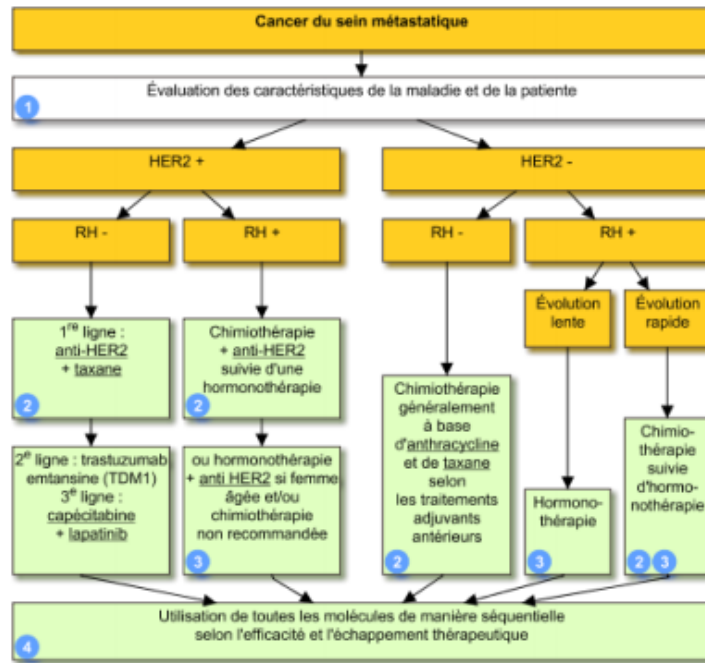 Cancer du sein métastatique
Évaluation des caractéristiques de la maladie et de la patiente
1
HER2 +
HER2 -
RH -
RH +
RH -
RH +
Évolution
lente
Évolution
rapide
1re ligne :
anti-HER2
+ taxane
2
Chimiothérapie
+ anti-HER2
suivie d'une
hormonothérapie
2
Chimiothérapie
généralement
à base
d'anthracycline
et de taxane
selon
les traitements
adjuvants
antérieurs
2
Hormono-
thérapie
3
Chimio-
thérapie
suivie
d'hormo-
nothérapie
2 3
2e ligne : trastuzumab
emtansine (TDM1)
3e ligne :
capécitabine
+ lapatinib
ou hormonothérapie
+ anti HER2 si femme
âgée et/ou
chimiothérapie
non recommandée
3
Utilisation de toutes les molécules de manière séquentielle
selon l'efficacité et l'échappement thérapeutique
4